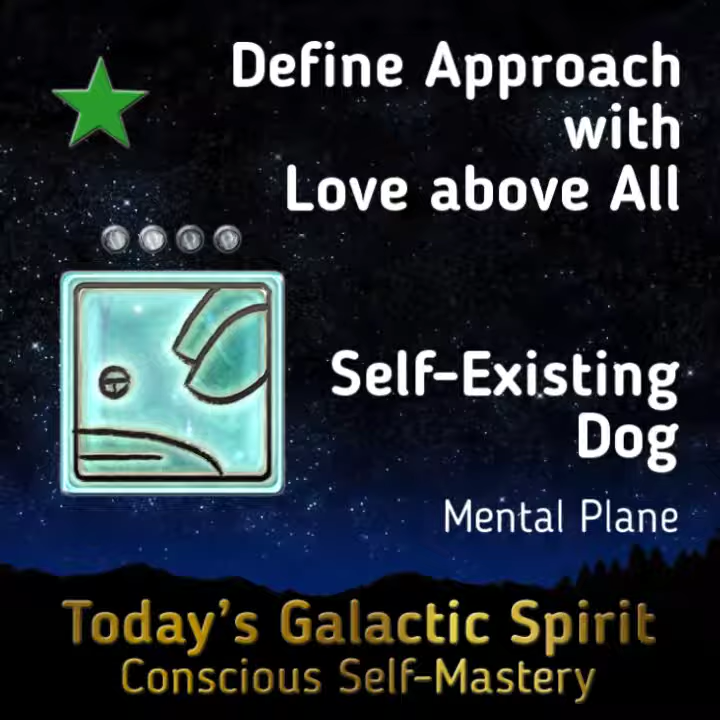 Define Approach
with
Love above All
Self-Existing
Dog
Mental Plane
Today's Galactic Spirit
Conscious Self-Mastery